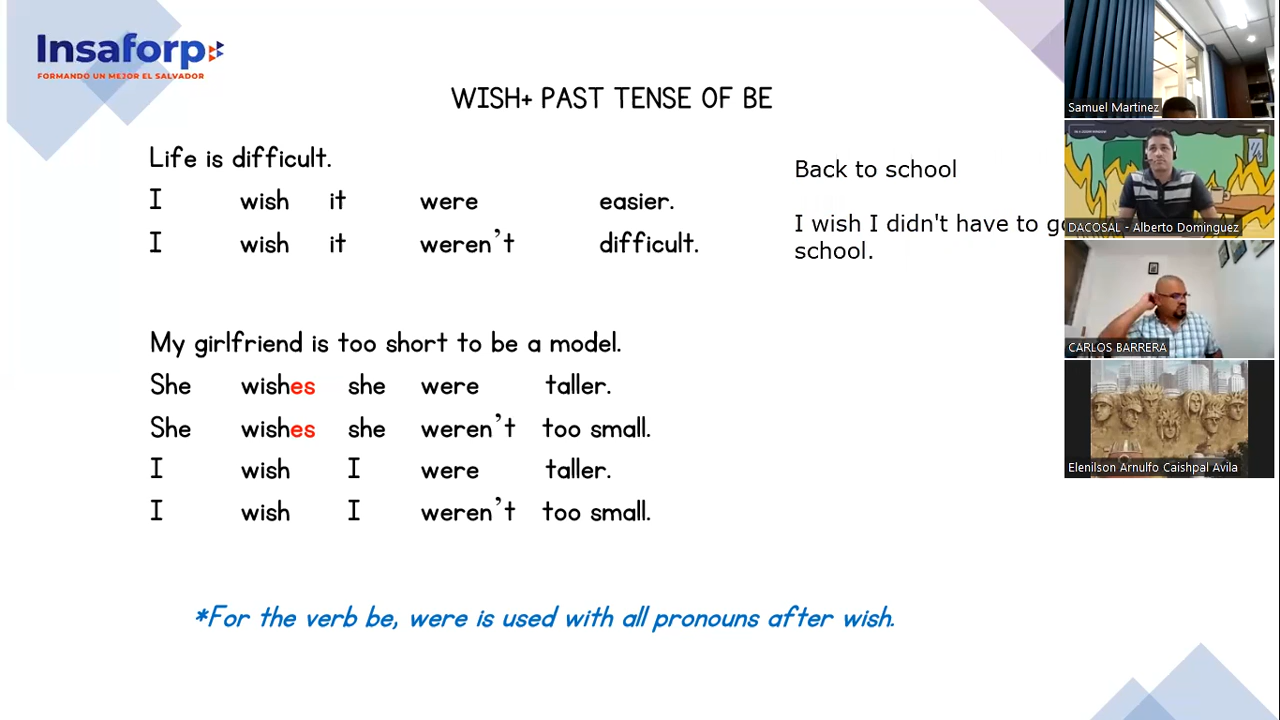 Insaforp
FORMANDO UN MEJOR EL SALVADOR
WISH+ PAST TENSE OF BE
Life is difficult.
I wish it were easier.
I wish it weren't difficult.
Back to school
I wish I didn't have to go
school.
My girlfriend is too short to be a model.
She wishes she were taller.
She wishes she weren't too small.
I wish I were taller.
I wish I weren't too small.
*For the verb be, were is used with all pronouns after wish.
Samuel Martinez
DACOSAL - Alberto Dominguez
CARLOS BARRERA
Elenilson Arnulfo Caishpal Avila